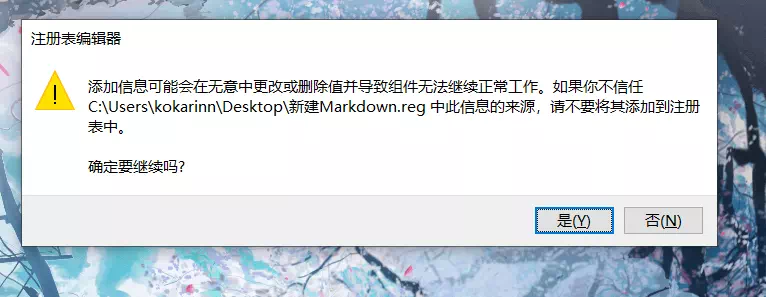 注册表编辑器
添加信息可能会在无意中更改或删除值并导致组件无法继续正常工作。如果你不信任
C:\Users\kokarinn\Desktop\新建Markdown.reg 中此信息的来源，请不要将其添加到注册
表中。
确定要继续吗?
是(Y)
否(N)